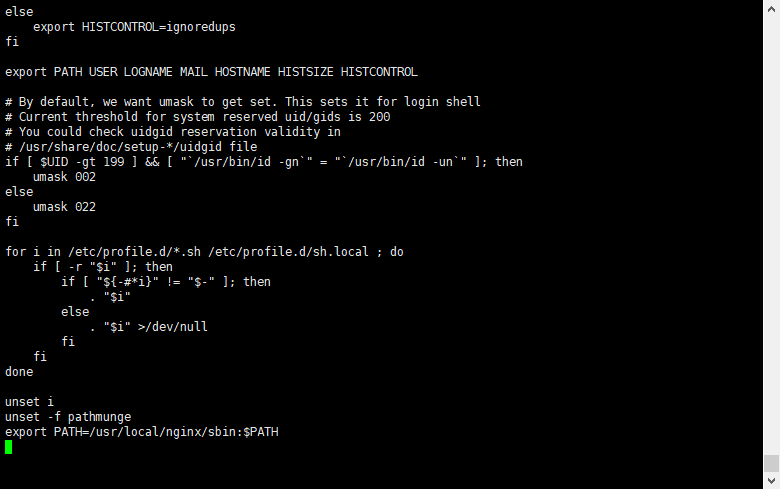 else
    export HISTCONTROL=ignoredups
fi

export PATH USER LOGNAME MAIL HOSTNAME HISTSIZE HISTCONTROL

# By default, we want umask to get set. This sets it for login shell
# Current threshold for system reserved uid/gids is 200
# You could check uidgid reservation validity in
# /usr/share/doc/setup-*/uidgid file
if [ $UID -gt 199 ] && [ "`/usr/bin/id -gn`" = "`/usr/bin/id -un`" ]; then
    umask 002
else
    umask 022
fi

for i in /etc/profile.d/*.sh /etc/profile.d/sh.local ; do
    if [ -r "$i" ]; then
        if [ "${-#*i}" != "$-" ]; then
            . "$i"
        else
            . "$i" >/dev/null
        fi
    fi
done

unset i
unset -f pathmunge
export PATH=/usr/local/nginx/sbin:$PATH